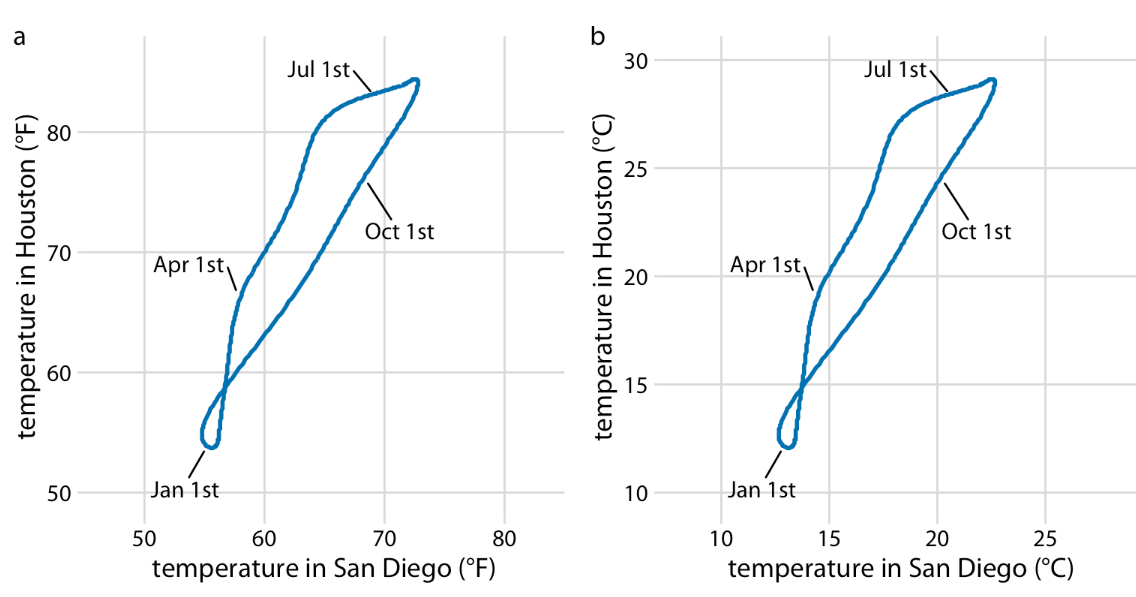 a
temperature in Houston (°F)
80
70
60
50
Jul 1st
Oct 1st
Apr 1st
Jan 1st
50 60 70 80
temperature in San Diego (°F)
b
temperature in Houston (°C)
30
25
20
15
10
Jul 1st
Oct 1st
Apr 1st
Jan 1st
10 15 20 25
temperature in San Diego (°C)